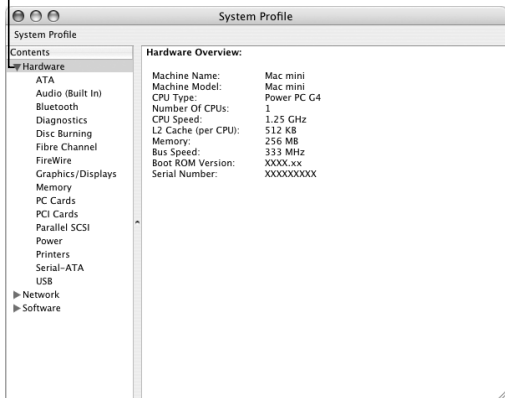 System Profile
System Profile
Contents
Hardware
ATA
Audio (Built In)
Bluetooth
Diagnostics
Disc Burning
Fibre Channel
FireWire
Graphics/Displays
Memory
PC Cards
PCI Cards
Parallel SCSI
Power
Printers
Serial-ATA
USB
Network
Software
Hardware Overview:
Machine Name: Mac mini
Machine Model: Mac mini
CPU Type: Power PC G4
Number Of CPUs: 1
CPU Speed: 1.25 GHz
L2 Cache (per CPU): 512 KB
Memory: 256 MB
Bus Speed: 333 MHz
Boot ROM Version: XXXX.xx
Serial Number: XXXXXXXXX